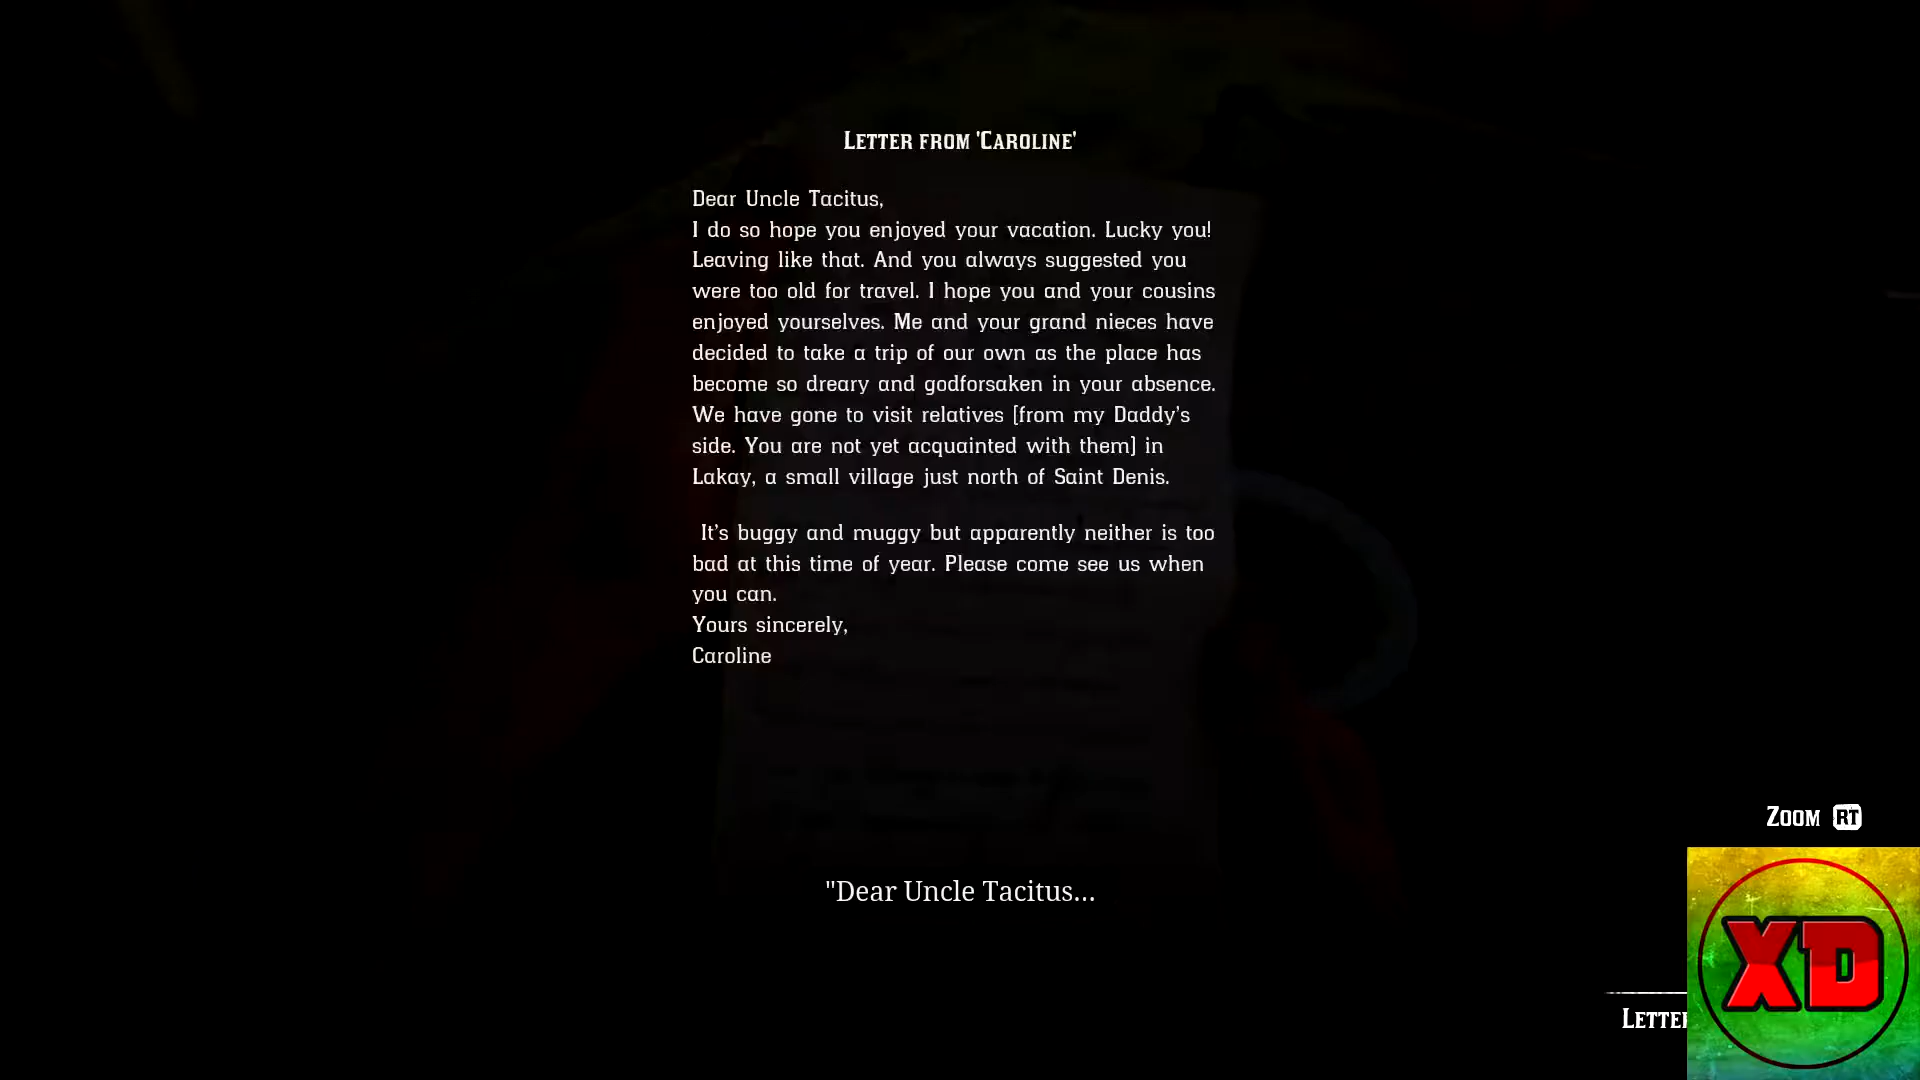 Letter from 'Caroline'
Dear Uncle Tacitus,
I do so hope you enjoyed your vacation. Lucky you!
Leaving like that. And you always suggested you
were too old for travel. I hope you and your cousins
enjoyed yourselves. Me and your grand nieces have
decided to take a trip of our own as the place has
become so dreary and godforsaken in your absence.
We have gone to visit relatives [from my Daddy's
side. You are not yet acquainted with them] in
Lakay, a small village just north of Saint Denis.
It's buggy and muggy but apparently neither is too
bad at this time of year. Please come see us when
you can.
Yours sincerely,
Caroline
Zoom RT
"Dear Uncle Tacitus...
XD
Letter